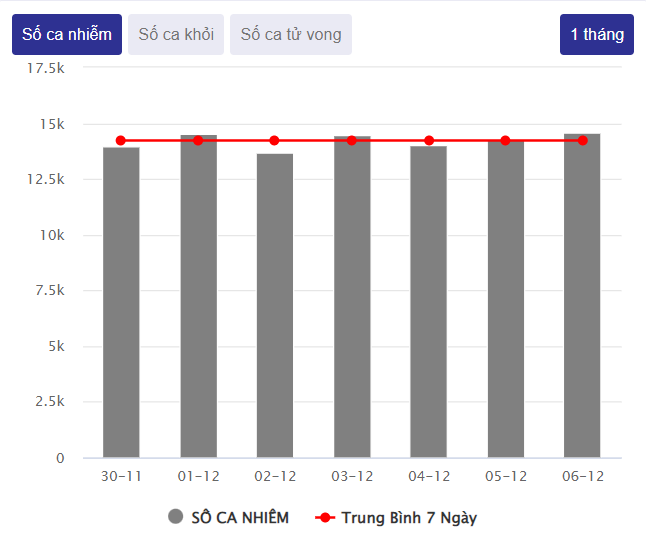 Số ca nhiễm Số ca khỏi Số ca tử vong 1 tháng
17.5k
15k
12.5k
10k
7.5k
5k
2.5k
0
30-11 01-12 02-12 03-12 04-12 05-12 06-12
SỐ CA NHIỄM Trung Bình 7 Ngày